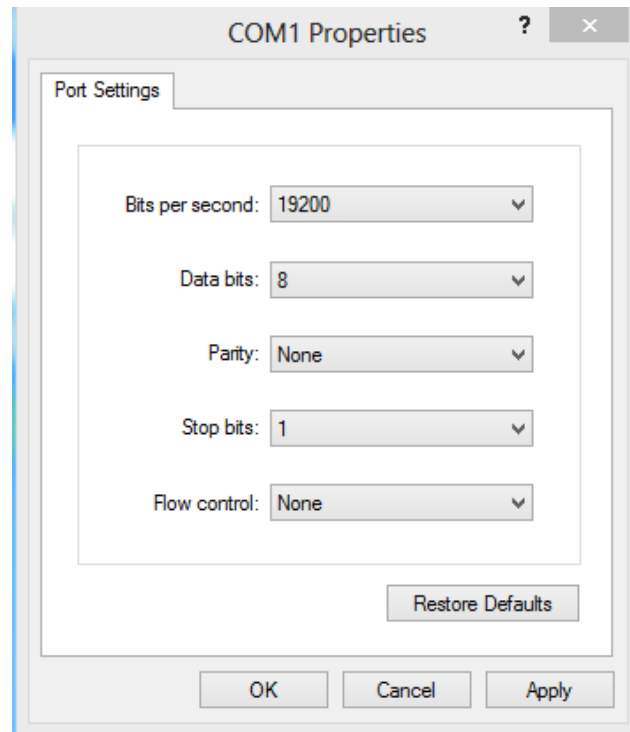 COM1 Properties ? ×
Port Settings
Bits per second: 19200
Data bits: 8
Parity: None
Stop bits: 1
Flow control: None
Restore Defaults
OK Cancel Apply